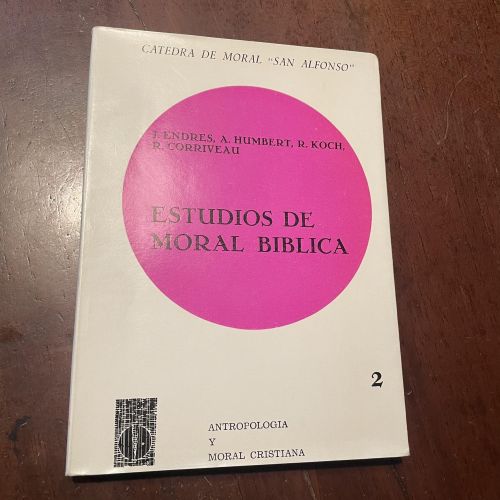 CATEDRA DE MORAL "SAN ALFONSO"
J. ENDRES, A. HUMBERT, R. KOCH,
R. CORRIVEAU
ESTUDIOS DE
MORAL BIBLICA
2
ANTROPOLOGIA
Y
MORAL CRISTIANA